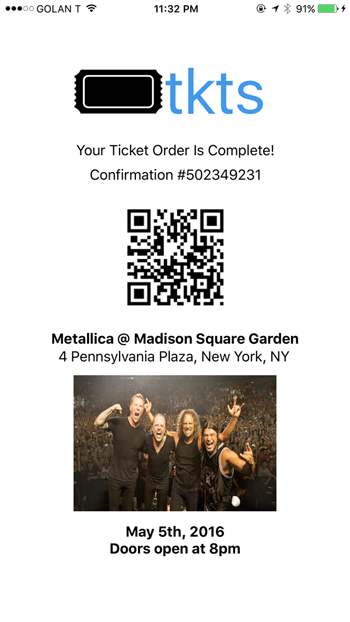 GOLAN T 11:32 PM 91%
tkts
Your Ticket Order Is Complete!
Confirmation #502349231
Metallica @ Madison Square Garden
4 Pennsylvania Plaza, New York, NY
May 5th, 2016
Doors open at 8pm